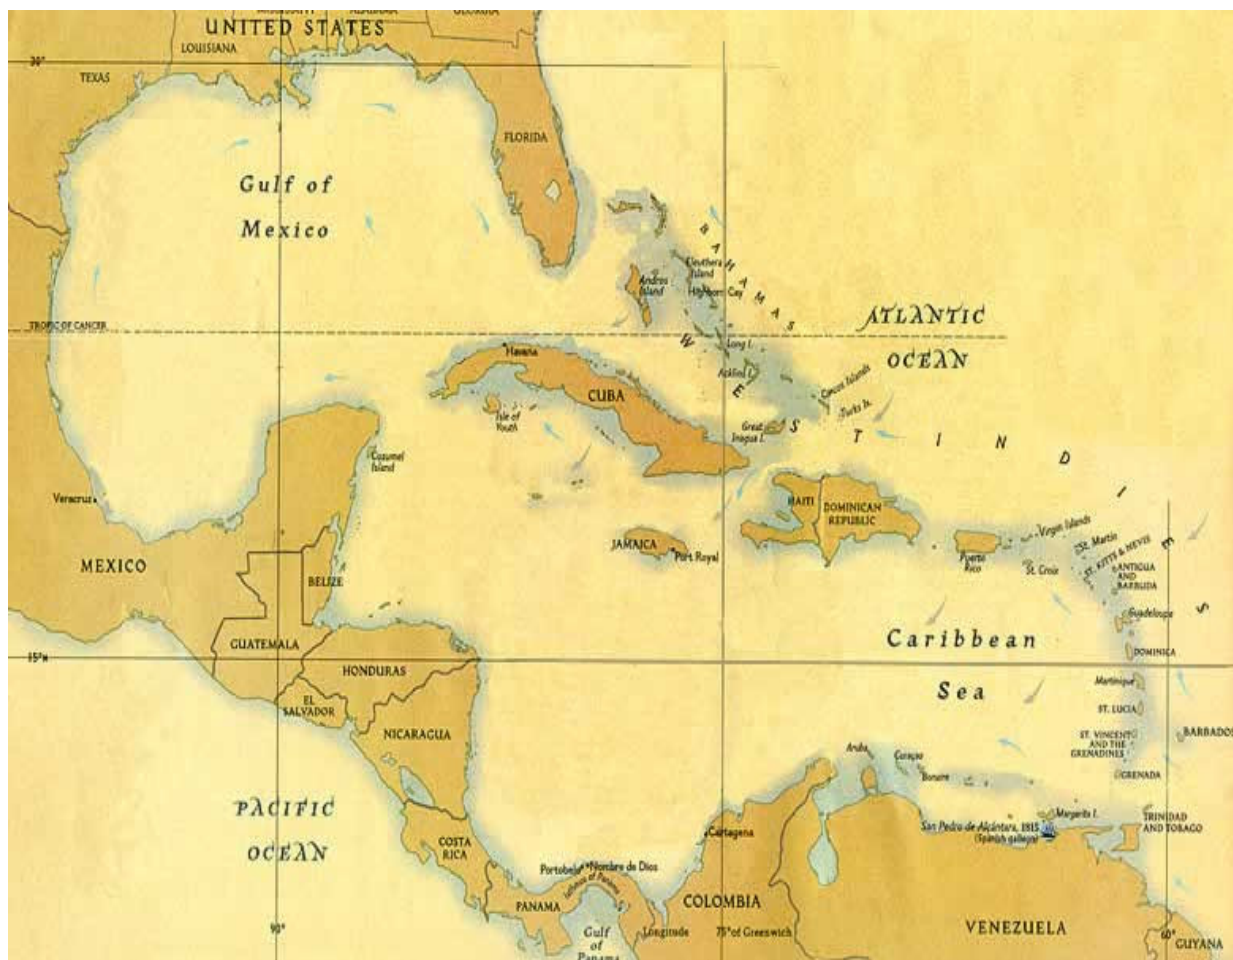 MISSISSIPPI
ALABAMA
GEORGIA
UNITED STATES
LOUISIANA
30°
TEXAS
FLORIDA
Gulf of
Mexico
BAHAMAS
Eleuthera
Island
Andros
Island
Highborn Cay
ATLANTIC
OCEAN
TROPIC OF CANCER
WEST INDIES
Long I.
Havana
Acklins I.
Caicos Islands
CUBA
Turks Is.
Isle of
Youth
Great
Inagua I.
Cozumel
Island
Veracruz
HAITI
DOMINICAN
REPUBLIC
Virgin Islands
JAMAICA
Port Royal
St. Martin
ST. KITTS & NEVIS
Puerto
Rico
St. Croix
ANTIGUA
AND
BARBUDA
MEXICO
BELIZE
Guadeloupe
GUATEMALA
Caribbean
Sea
DOMINICA
15°N
HONDURAS
Martinique
EL
SALVADOR
ST. LUCIA
NICARAGUA
ST. VINCENT
AND THE
GRENADINES
BARBADOS
Aruba
Curaçao
Bonaire
GRENADA
PACIFIC
OCEAN
Margarita I.
TRINIDAD
AND TOBAGO
San Pedro de Alcántara, 1815
(Spanish galleon)
Cartagena
COSTA
RICA
Portobelo
Nombre de Dios
Isthmus of Panama
PANAMA
COLOMBIA
VENEZUELA
Gulf
of
Panama
Longitude
75° of Greenwich
90°
60°
GUYANA